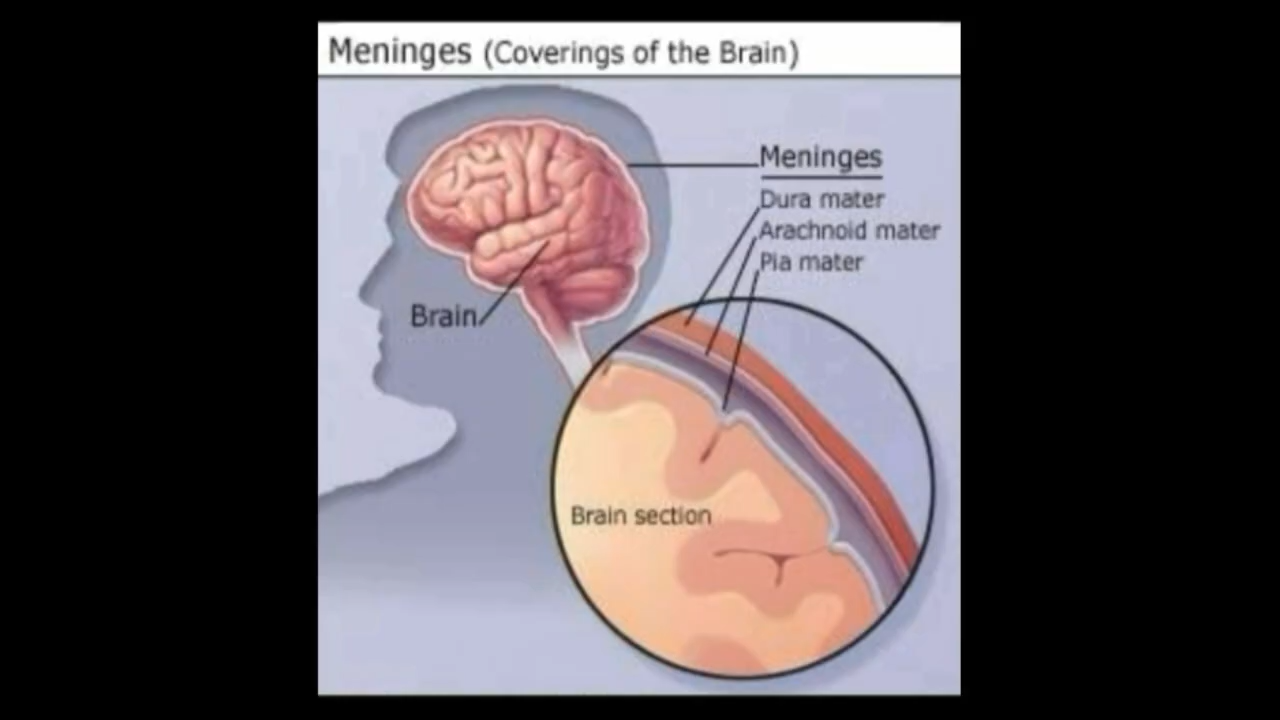 Meninges (Coverings of the Brain)
Meninges
Dura mater
Arachnoid mater
Pia mater
Brain
Brain section